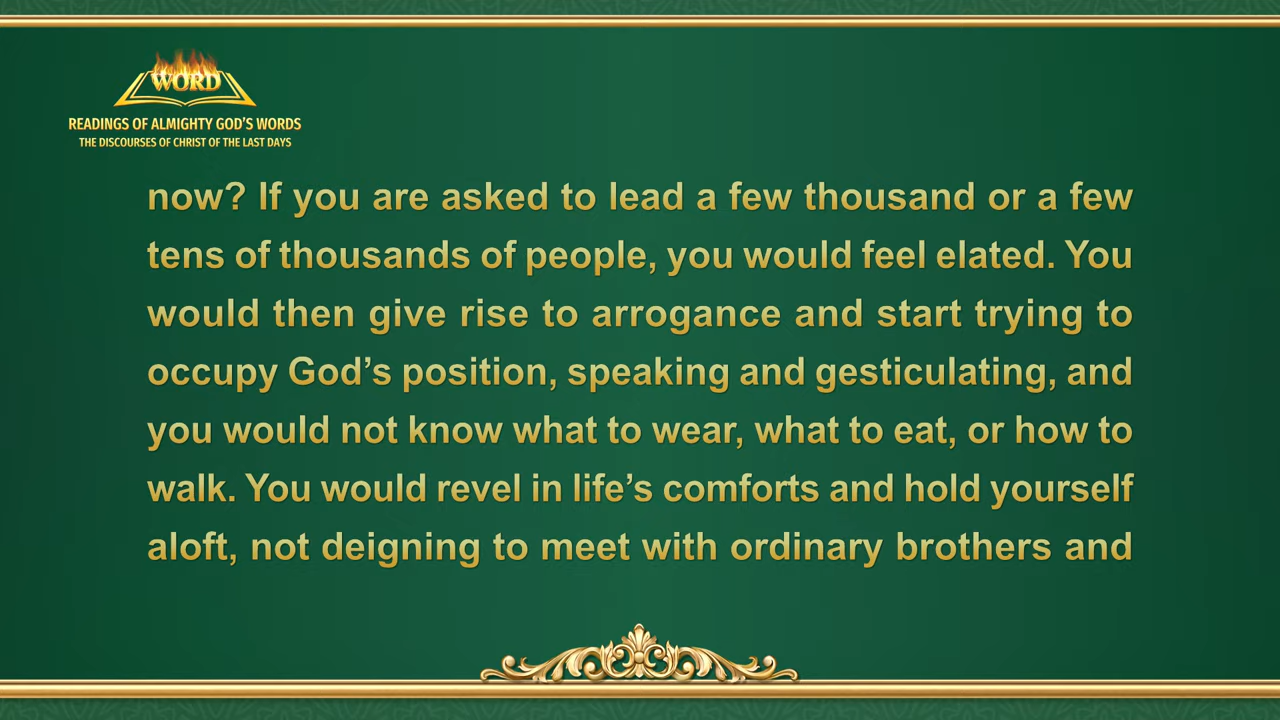 WORD
READINGS OF ALMIGHTY GOD'S WORDS
THE DISCOURSES OF CHRIST OF THE LAST DAYS
now? If you are asked to lead a few thousand or a few
tens of thousands of people, you would feel elated. You
would then give rise to arrogance and start trying to
occupy God’s position, speaking and gesticulating, and
you would not know what to wear, what to eat, or how to
walk. You would revel in life’s comforts and hold yourself
aloft, not deigning to meet with ordinary brothers and